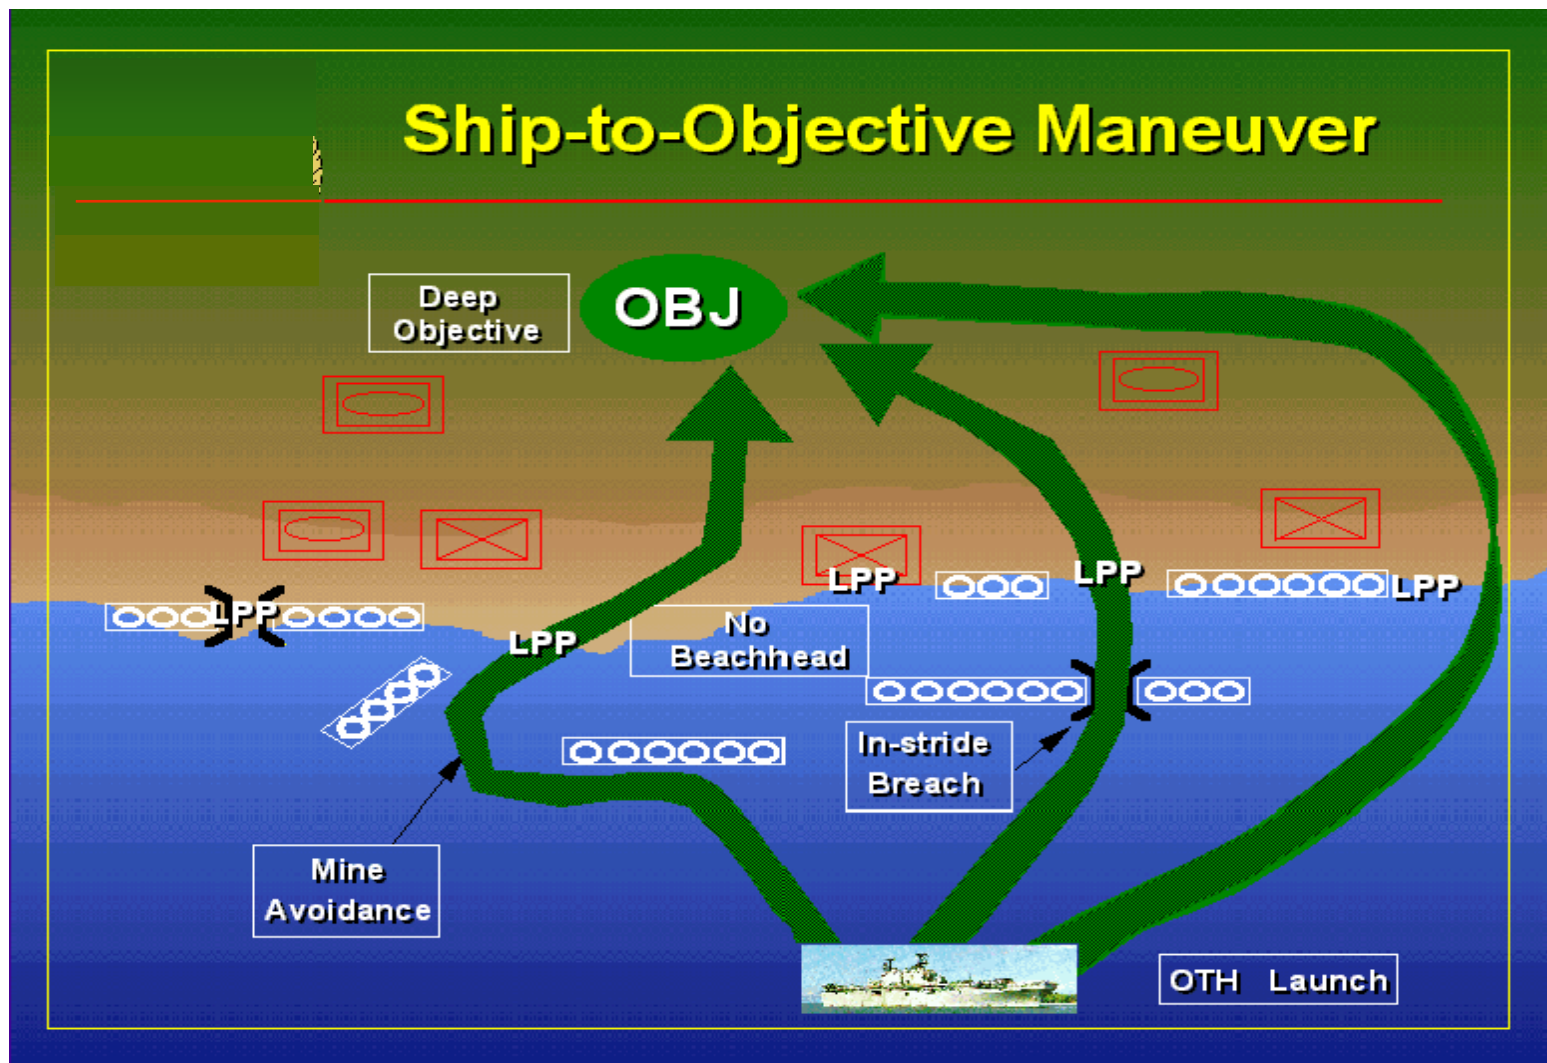 Ship-to-Objective Maneuver
Deep
Objective
OBJ
LPP
LPP
LPP
LPP
LPP
No
Beachhead
In-stride
Breach
Mine
Avoidance
OTH Launch